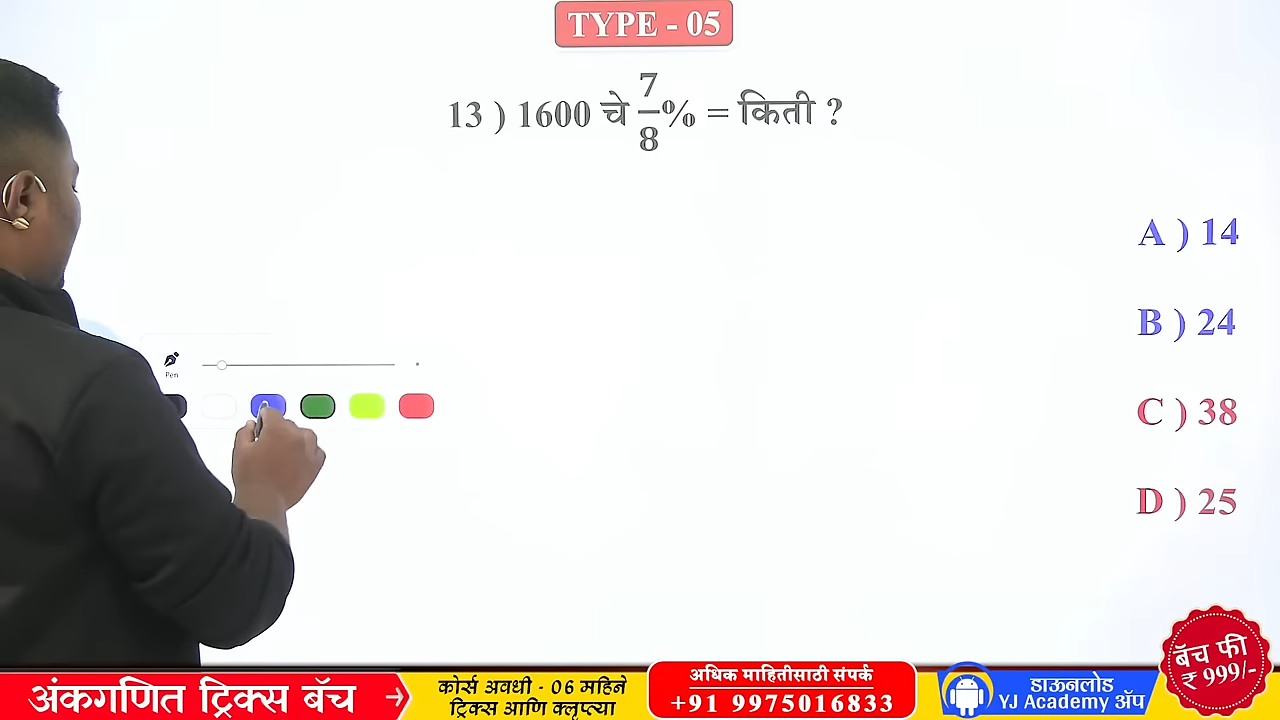 TYPE - 05
13 ) 1600 चे 7/8 % = किती ?
A ) 14
B ) 24
C ) 38
D ) 25
Pen
अंकगणित ट्रिक्स बॅच
कोर्स अवधी - 06 महिने
ट्रिक्स आणि क्लृप्त्या
अधिक माहितीसाठी संपर्क
+91 9975016833
डाऊनलोड
YJ Academy ॲप
बॅच फी
₹ 999/-